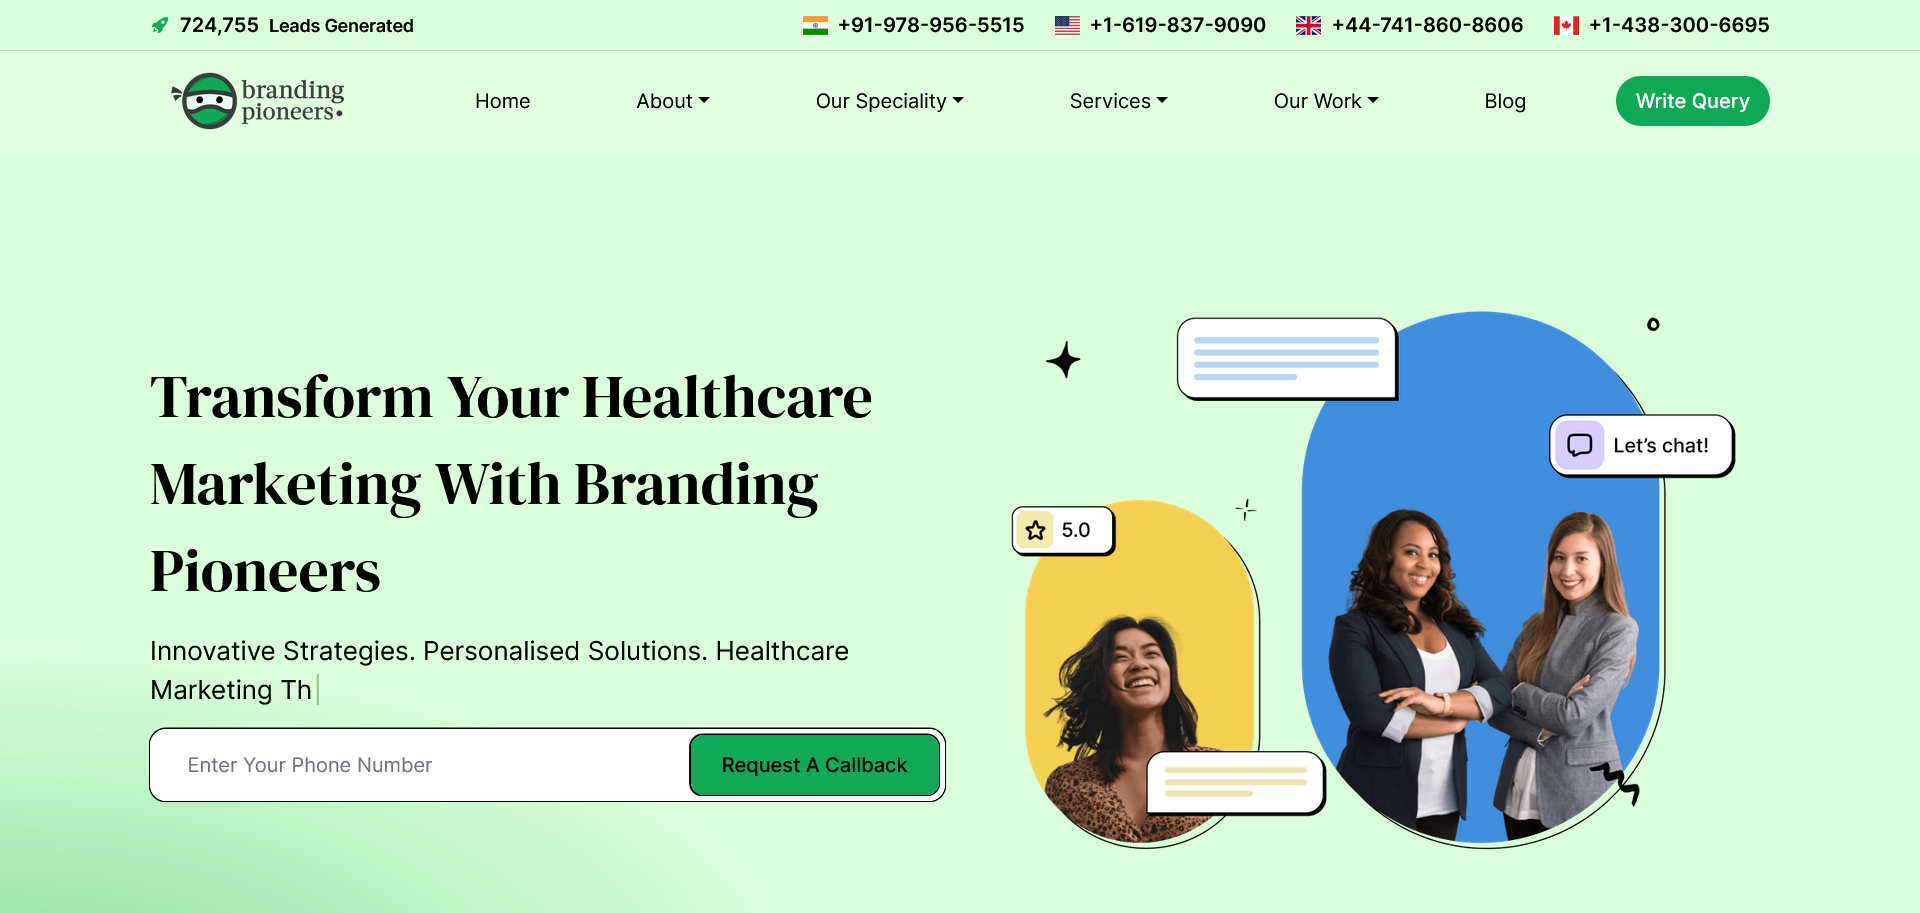 724,755 Leads Generated
+91-978-956-5515
+1-619-837-9090
+44-741-860-8606
+1-438-300-6695
branding
pioneers.
Home
About
Our Speciality
Services
Our Work
Blog
Write Query
Transform Your Healthcare
Marketing With Branding
Pioneers
Innovative Strategies. Personalised Solutions. Healthcare
Marketing Th
Enter Your Phone Number
Request A Callback
Let's chat!
5.0